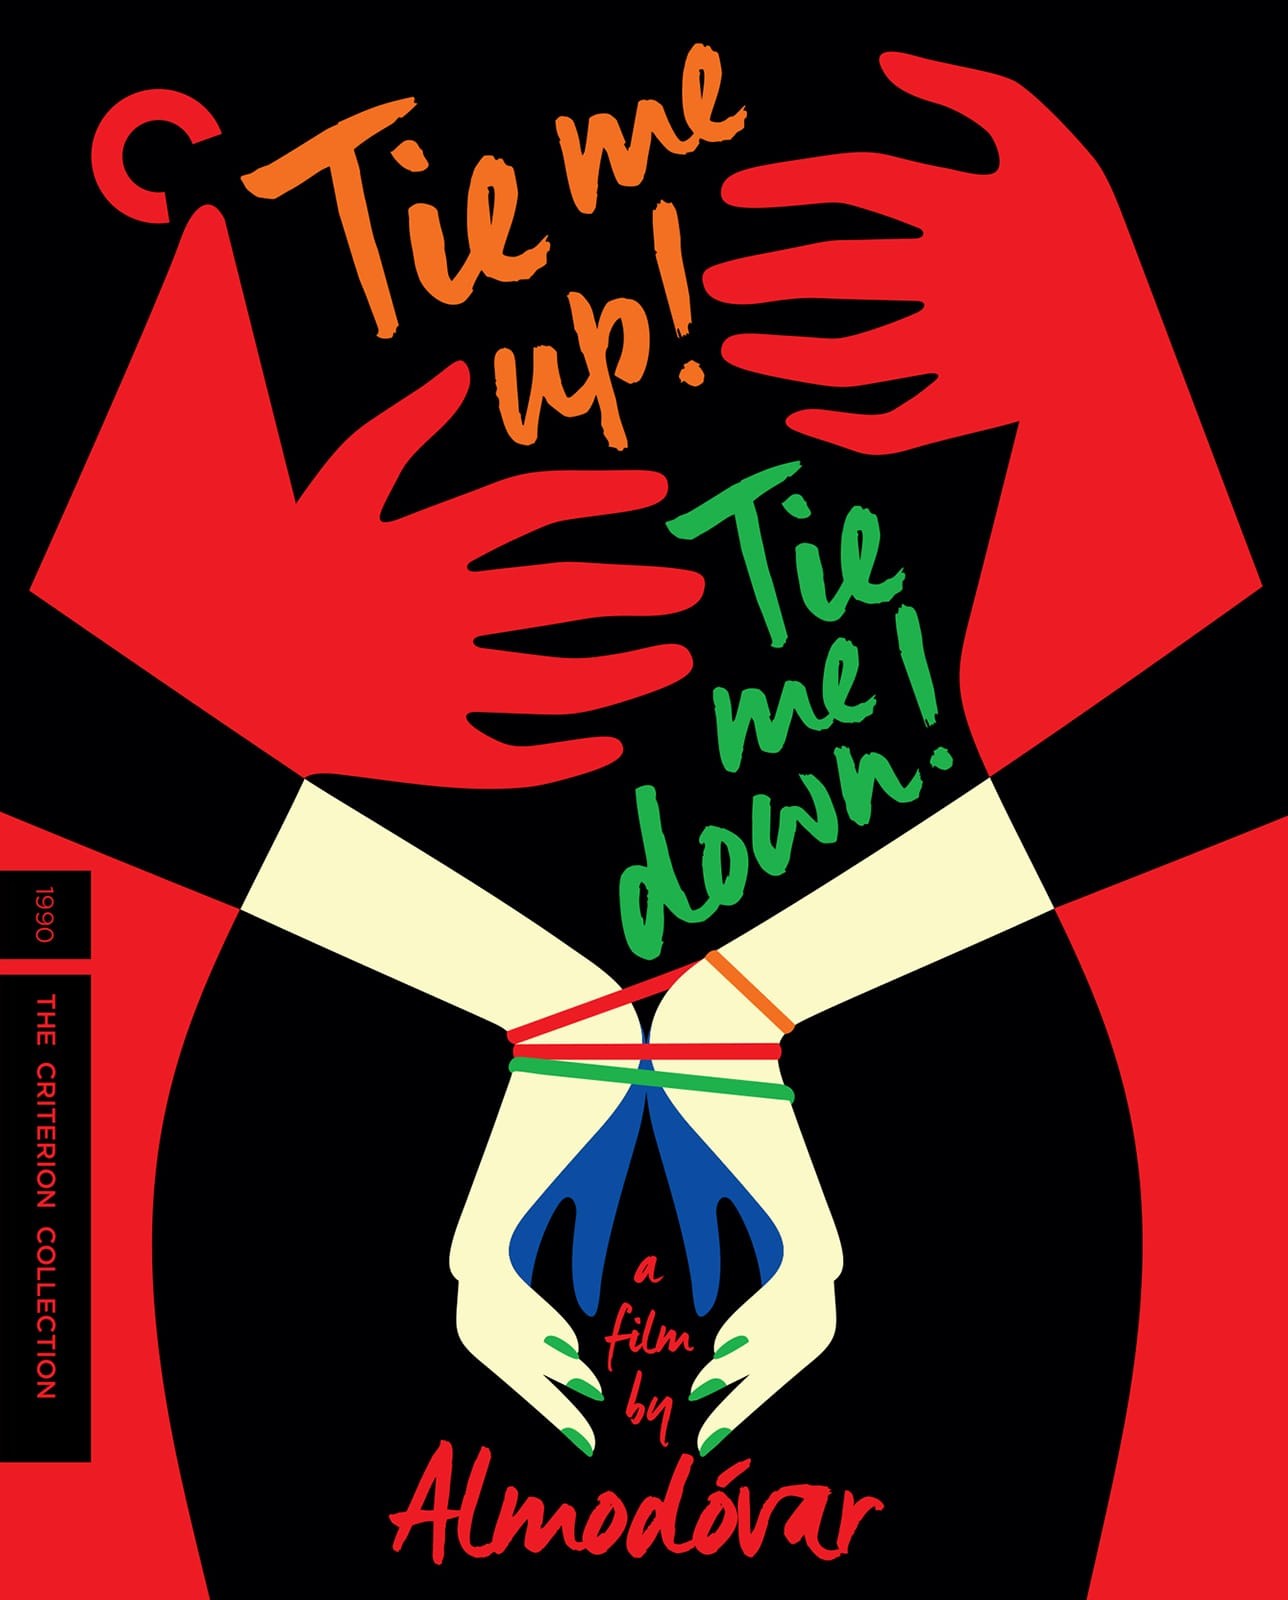 Tie me
up!
Tie
me!
down.
a
film
by
Almodóvar
1990
THE CRITERION COLLECTION